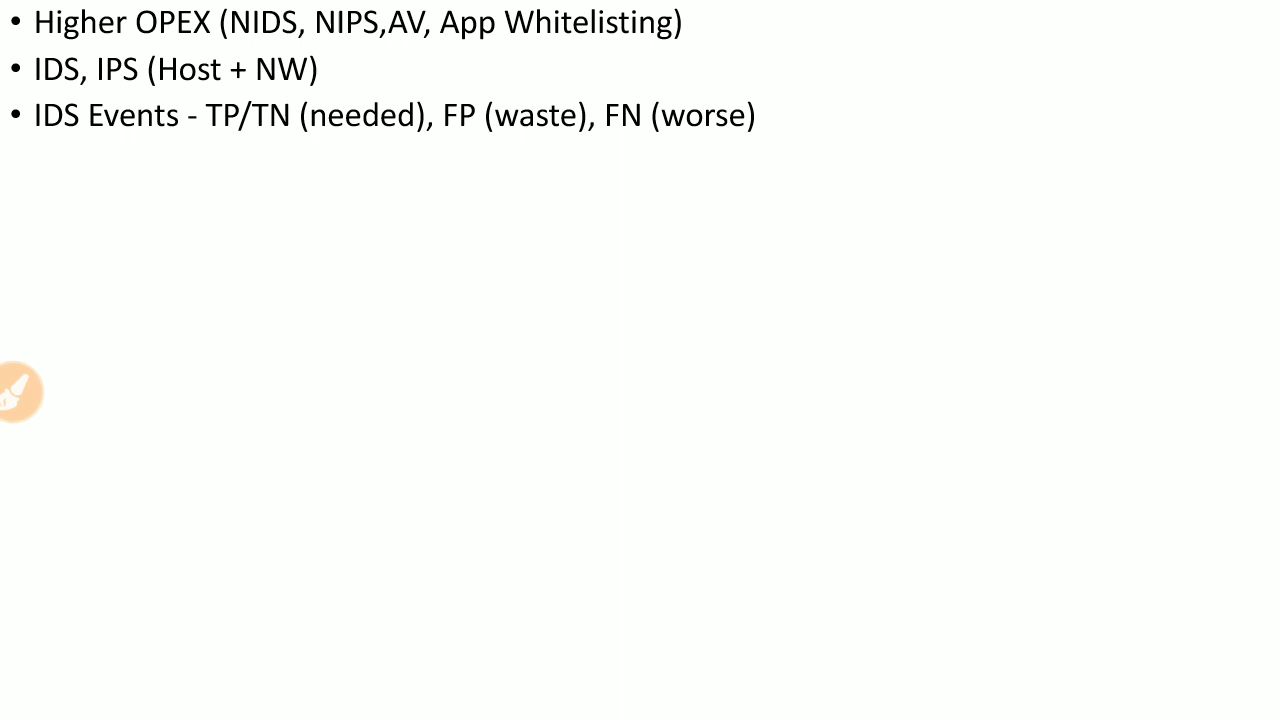 • Higher OPEX (NIDS, NIPS,AV, App Whitelisting)
• IDS, IPS (Host + NW)
• IDS Events - TP/TN (needed), FP (waste), FN (worse)